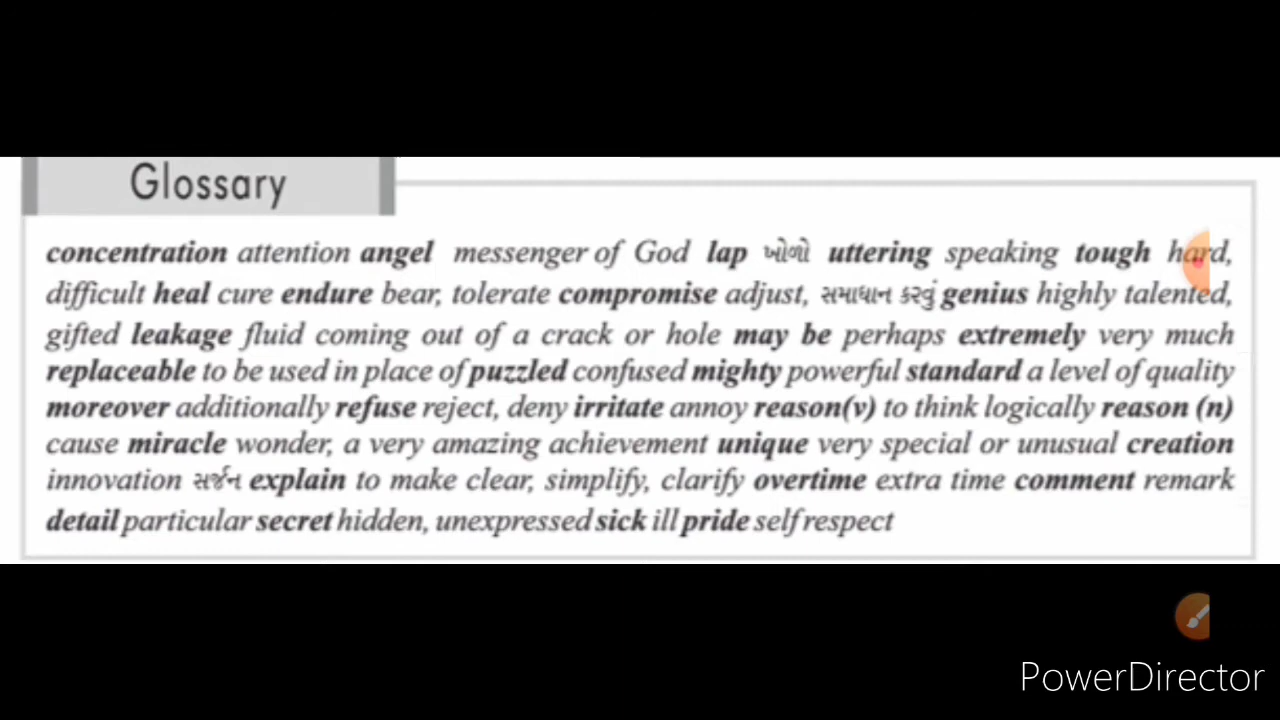 Glossary
concentration attention angel messenger of God lap ખોળો uttering speaking tough hard,
difficult heal cure endure bear, tolerate compromise adjust, સમાધાન કરવું genius highly talented,
gifted leakage fluid coming out of a crack or hole may be perhaps extremely very much
replaceable to be used in place of puzzled confused mighty powerful standard a level of quality
moreover additionally refuse reject, deny irritate annoy reason(v) to think logically reason (n)
cause miracle wonder, a very amazing achievement unique very special or unusual creation
innovation સર્જન explain to make clear, simplify, clarify overtime extra time comment remark
detail particular secret hidden, unexpressed sick ill pride self respect
PowerDirector